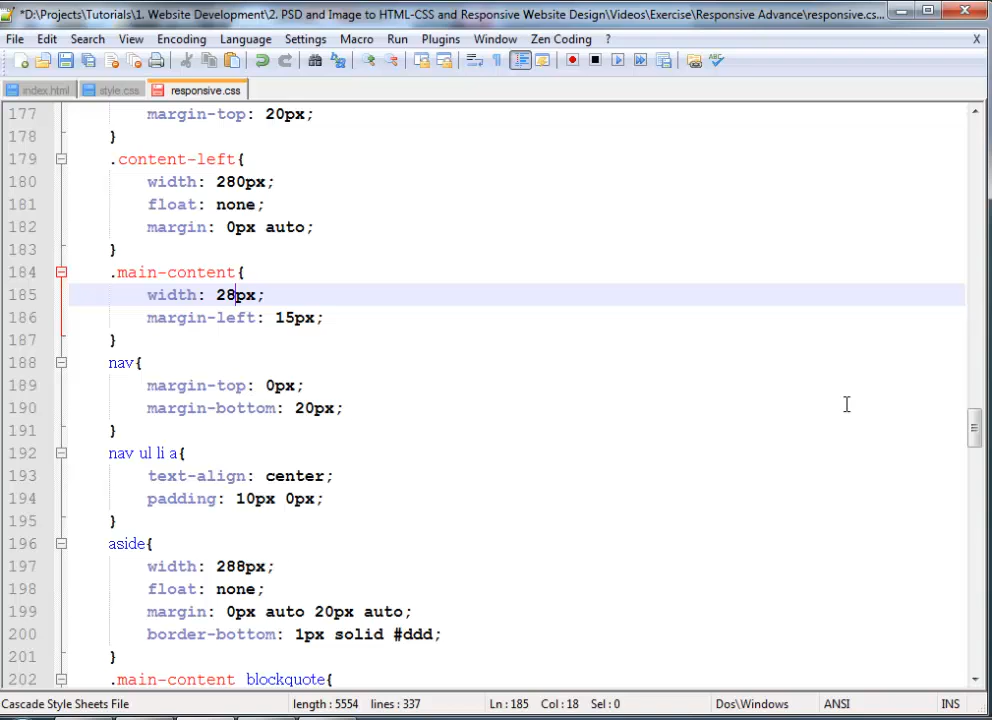 *D:\Projects\Tutorials\1. Website Development\2. PSD and Image to HTML-CSS and Responsive Website Design\Videos\Exercise\Responsive Advance\responsive.cs...
File Edit Search View Encoding Language Settings Macro Run Plugins Window Zen Coding ? X
index.html style.css responsive.css
177 margin-top: 20px;
178 }
179 .content-left{
180 width: 280px;
181 float: none;
182 margin: 0px auto;
183 }
184 .main-content{
185 width: 28px;
186 margin-left: 15px;
187 }
188 nav{
189 margin-top: 0px;
190 margin-bottom: 20px;
191 }
192 nav ul li a{
193 text-align: center;
194 padding: 10px 0px;
195 }
196 aside{
197 width: 288px;
198 float: none;
199 margin: 0px auto 20px auto;
200 border-bottom: 1px solid #ddd;
201 }
202 .main-content blockquote{
Cascade Style Sheets File length : 5554 lines : 337 Ln : 185 Col : 18 Sel : 0 Dos\Windows ANSI INS